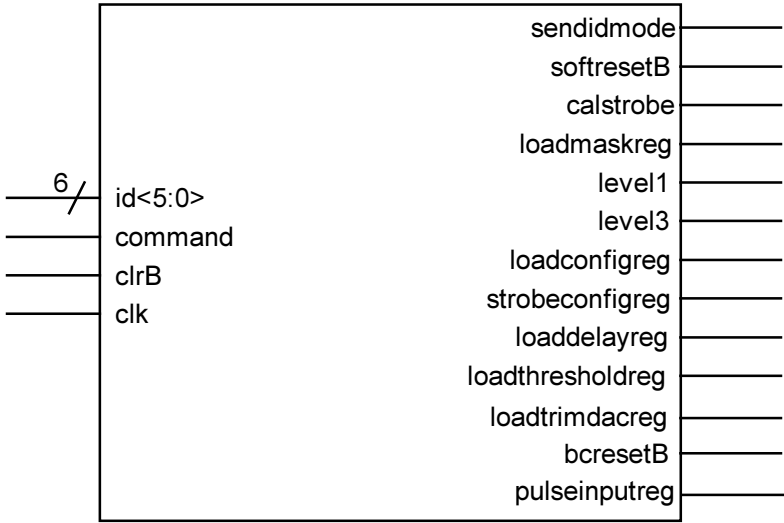 6
id<5:0>
command
clrB
clk
sendidmode
softresetB
calstrobe
loadmaskreg
level1
level3
loadconfigreg
strobeconfigreg
loaddelayreg
loadthresholdreg
loadtrimdacreg
bcresetB
pulseinputreg